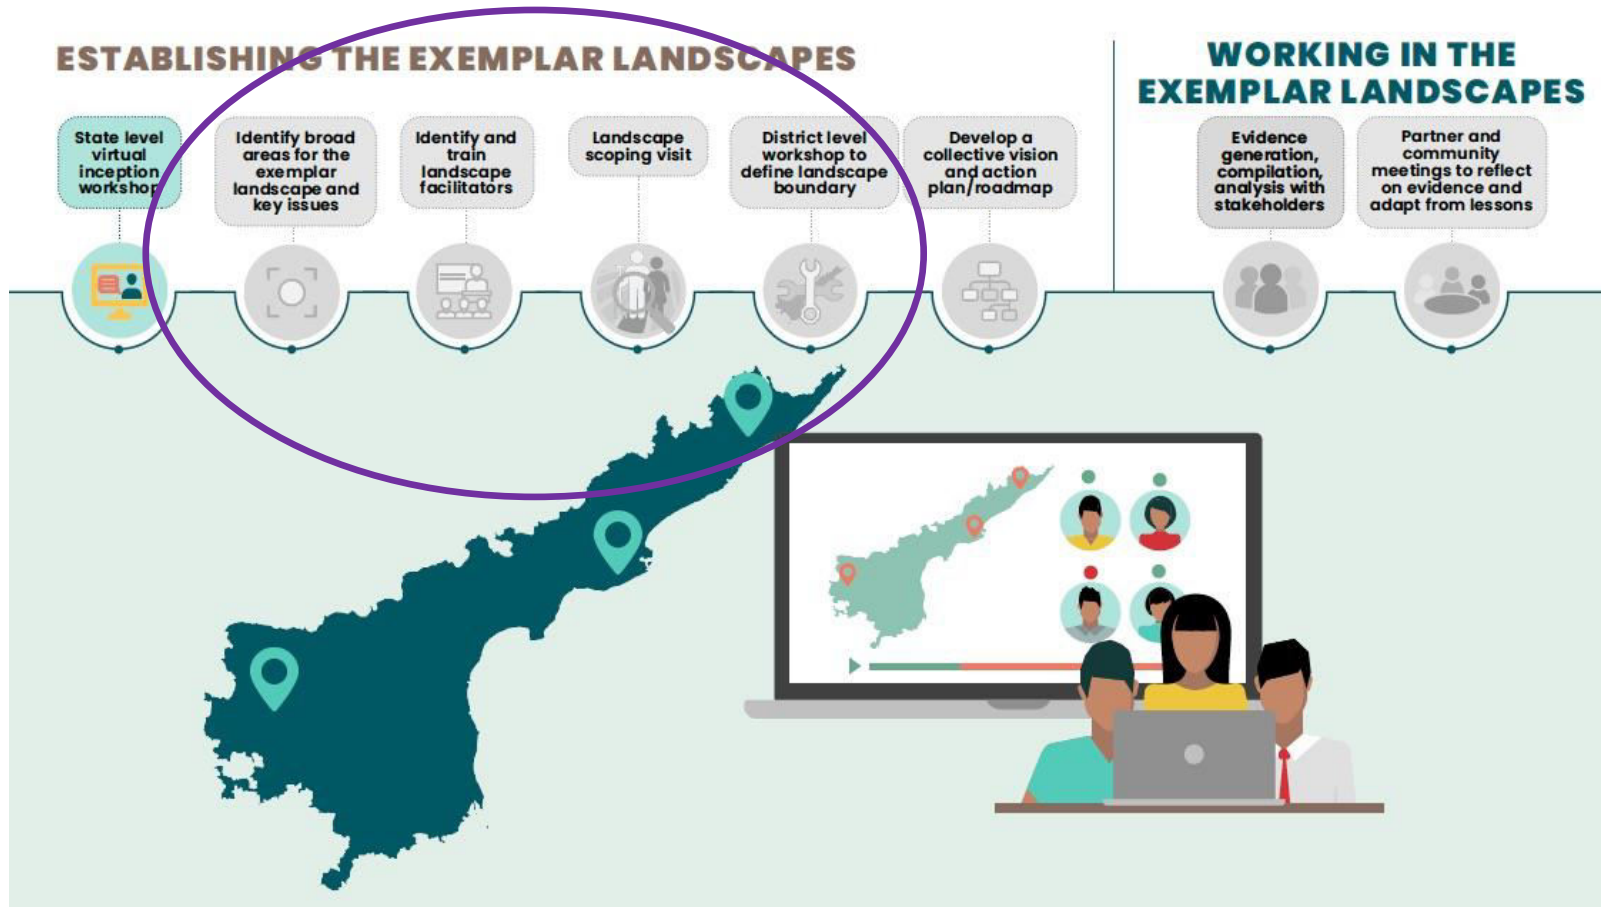 ESTABLISHING THE EXEMPLAR LANDSCAPES
WORKING IN THE
EXEMPLAR LANDSCAPES
State level
virtual
inception
workshop
Identify broad
areas for the
exemplar
landscape and
key issues
Identify and
train
landscape
facilitators
Landscape
scoping visit
District level
workshop to
define landscape
boundary
Develop a
collective vision
and action
plan/roadmap
Evidence
generation,
compilation,
analysis with
stakeholders
Partner and
community
meetings to reflect
on evidence and
adapt from lessons